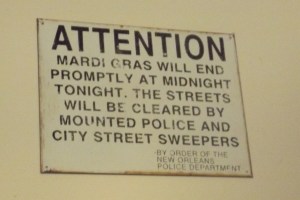 ATTENTION
MARDI GRAS WILL END
PROMPTLY AT MIDNIGHT
TONIGHT. THE STREETS
WILL BE CLEARED BY
MOUNTED POLICE AND
CITY STREET SWEEPERS
-BY ORDER OF THE
NEW ORLEANS
POLICE DEPARTMENT-